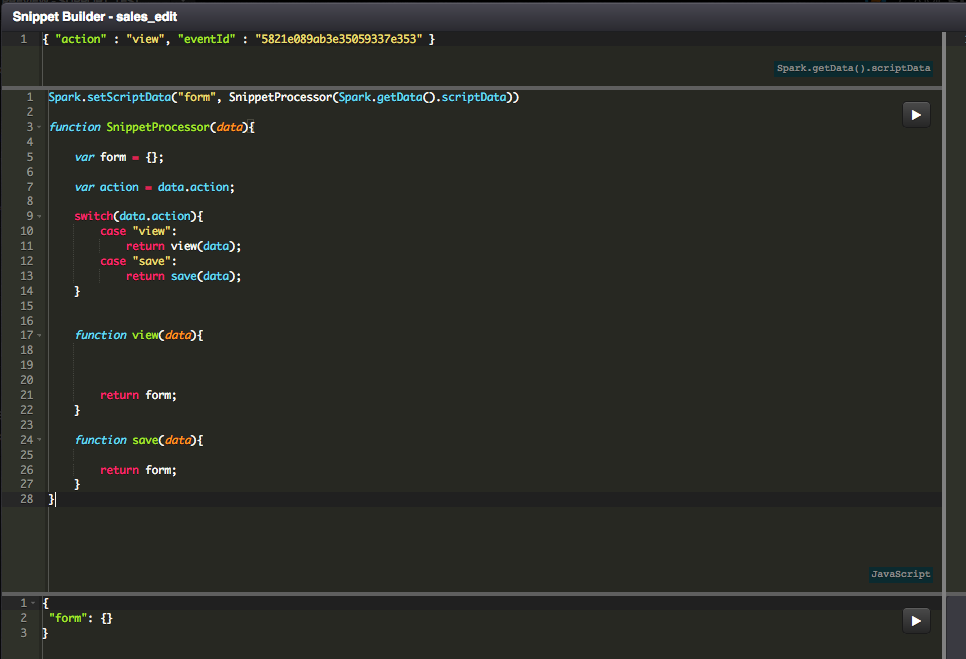 Snippet Builder - sales_edit
1 { "action" : "view", "eventId" : "5821e089ab3e35059337e353" }
Spark.getData().scriptData
1 Spark.setScriptData("form", SnippetProcessor(Spark.getData().scriptData))
2
3 function SnippetProcessor(data){
4
5 var form = {};
6
7 var action = data.action;
8
9 switch(data.action){
10 case "view":
11 return view(data);
12 case "save":
13 return save(data);
14 }
15
16
17 function view(data){
18
19
20
21 return form;
22 }
23
24 function save(data){
25
26 return form;
27 }
28 }
JavaScript
1 {
2 "form": {}
3 }